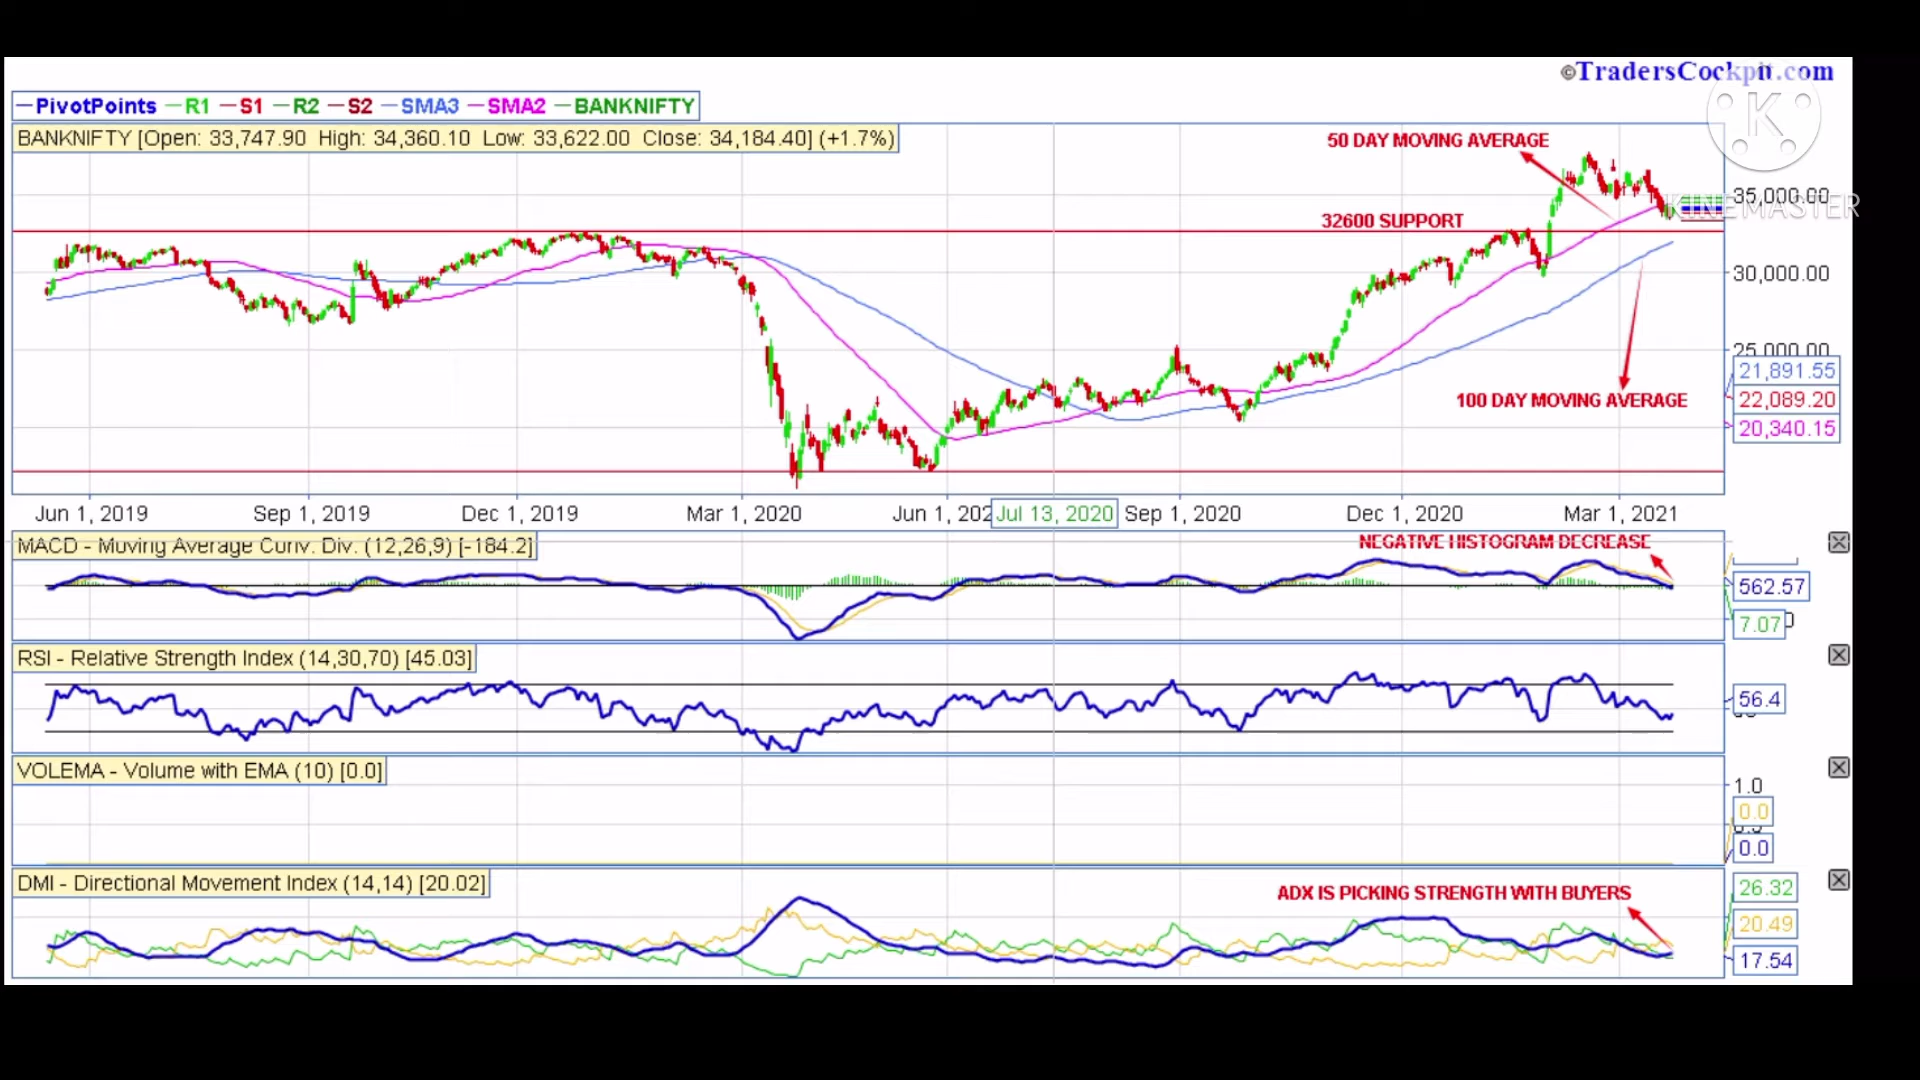 ©TradersCockpit.com
K
PivotPoints R1 S1 R2 S2 SMA3 SMA2 BANKNIFTY
BANKNIFTY [Open: 33,747.90 High: 34,360.10 Low: 33,622.00 Close: 34,184.40] (+1.7%)
50 DAY MOVING AVERAGE
35,000.00
KINEMASTER
32600 SUPPORT
30,000.00
25,000.00
21,891.55
100 DAY MOVING AVERAGE
22,089.20
20,340.15
Jun 1, 2019 Sep 1, 2019 Dec 1, 2019 Mar 1, 2020 Jun 1, 202 Jul 13, 2020 Sep 1, 2020 Dec 1, 2020 Mar 1, 2021
MACD - Moving Average Conv. Div. (12,26,9) [-184.2]
NEGATIVE HISTOGRAM DECREASE
562.57
7.07
RSI - Relative Strength Index (14,30,70) [45.03]
56.4
VOLEMA - Volume with EMA (10) [0.0]
1.0
0.0
0.0
DMI - Directional Movement Index (14,14) [20.02]
ADX IS PICKING STRENGTH WITH BUYERS
26.32
20.49
17.54